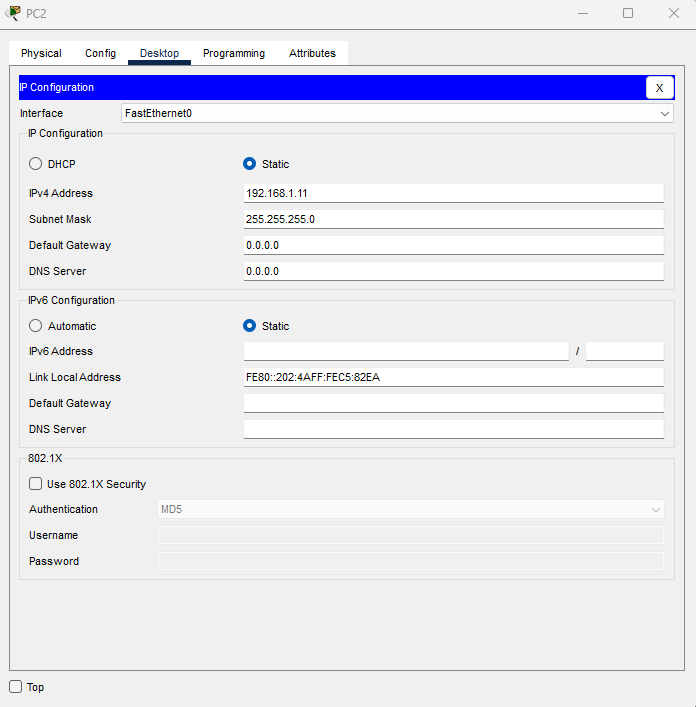 PC2
Physical Config Desktop Programming Attributes
IP Configuration X
Interface FastEthernet0
IP Configuration
DHCP Static
IPv4 Address 192.168.1.11
Subnet Mask 255.255.255.0
Default Gateway 0.0.0.0
DNS Server 0.0.0.0
IPv6 Configuration
Automatic Static
IPv6 Address /
Link Local Address FE80::202:4AFF:FEC5:82EA
Default Gateway
DNS Server
802.1X
Use 802.1X Security
Authentication MD5
Username
Password
Top